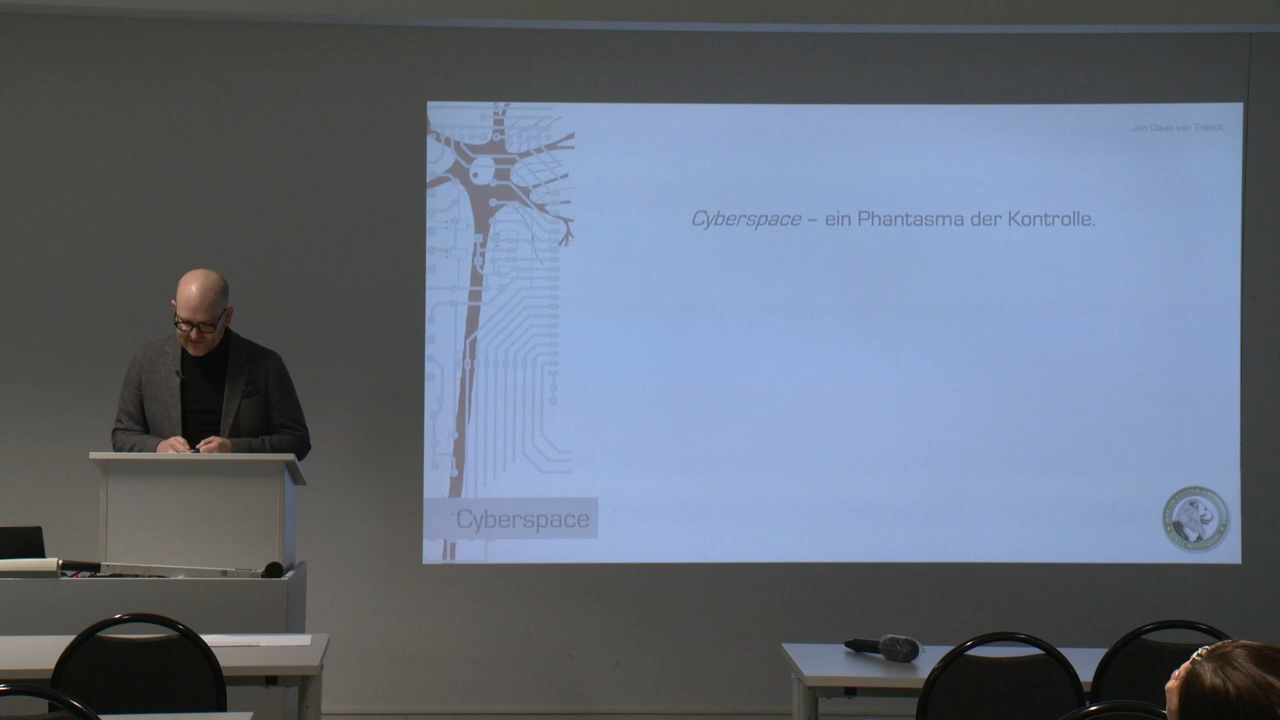 Jan Claas van Treeck
Cyberspace – ein Phantasma der Kontrolle.
Cyberspace